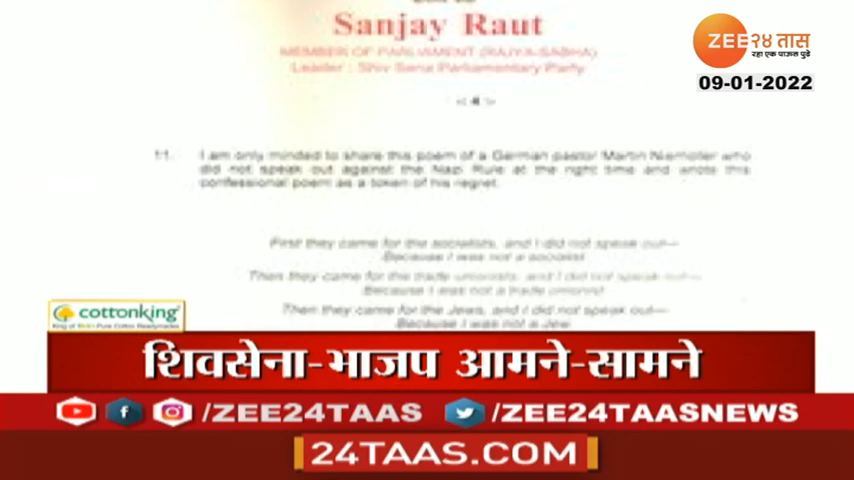 Sanjay Raut
MEMBER OF PARLIAMENT (RAJYA-SABHA)
Leader : Shiv Sena Parliamentary Party
-: 4 :-
11. I am only minded to share this poem of a German pastor Martin Niemoller who
did not speak out against the Nazi Rule at the right time and wrote this
confessional poem as a token of his regret.
First they came for the socialists, and I did not speak out—
Because I was not a socialist
Then they came for the trade unionists, and I did not speak out—
Because I was not a trade unionist
Then they came for the Jews, and I did not speak out—
Because I was not a Jew
ZEE २४ तास
रहा एक पाऊल पुढे
09-01-2022
cottonking
शिवसेना-भाजप आमने-सामने
/ZEE24TAAS /ZEE24TAASNEWS
24TAAS.COM